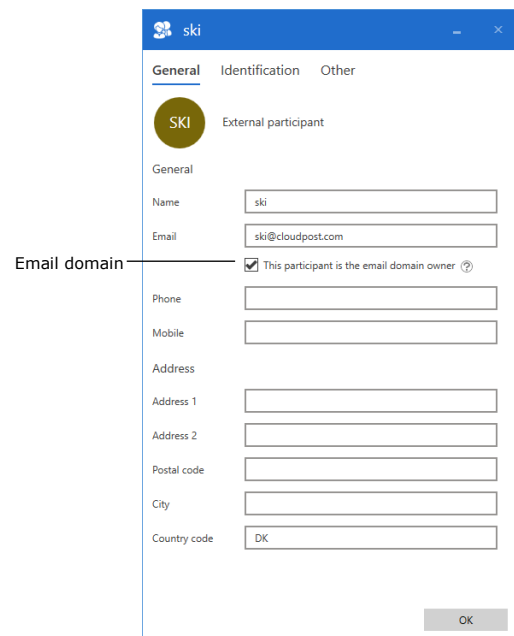 ski
General Identification Other
SKI External participant
General
Name ski
Email ski@cloudpost.com
Email domain
This participant is the email domain owner ?
Phone
Mobile
Address
Address 1
Address 2
Postal code
City
Country code DK
OK